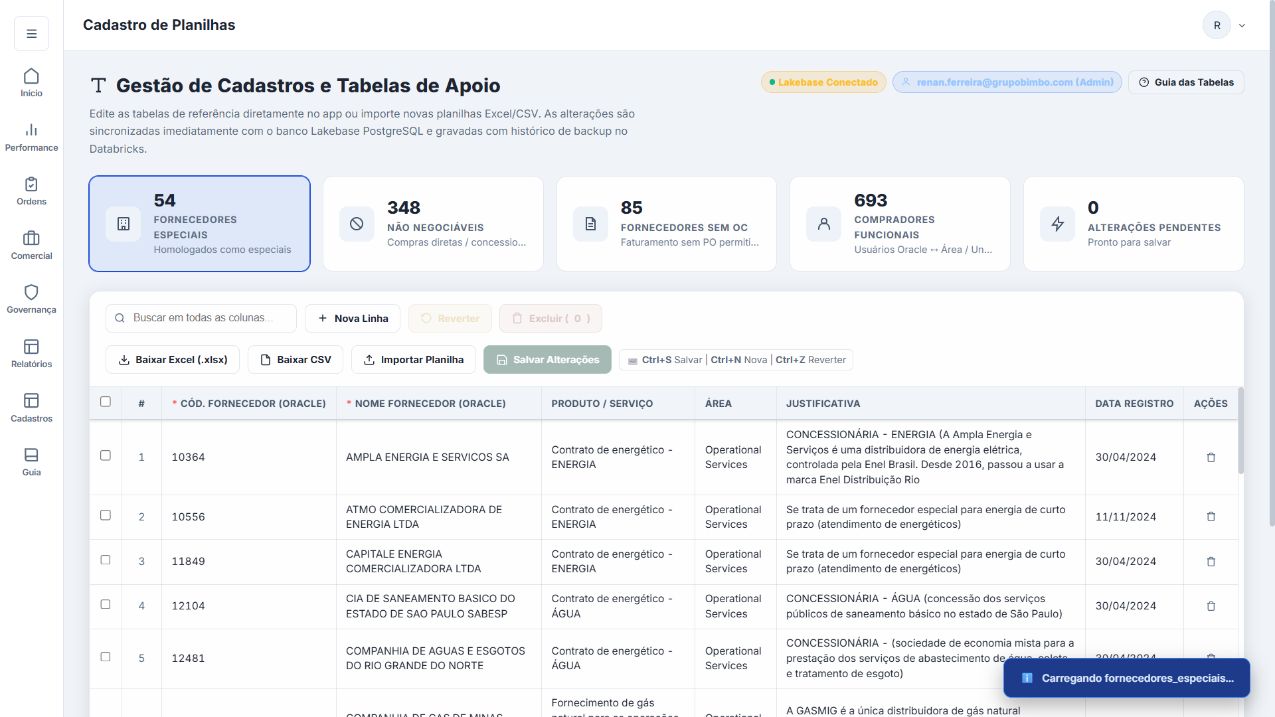 Cadastro de Planilhas
R
Início
Performance
Ordens
Comercial
Governança
Relatórios
Cadastros
Guia
Gestão de Cadastros e Tabelas de Apoio
Lakebase Conectado
renan.ferreira@grupobimbo.com (Admin)
Guia das Tabelas
Edite as tabelas de referência diretamente no app ou importe novas planilhas Excel/CSV. As alterações são
sincronizadas imediatamente com o banco Lakebase PostgreSQL e gravadas com histórico de backup no
Databricks.
54
FORNECEDORES
ESPECIAIS
Homologados como especiais
348
NÃO NEGOCIÁVEIS
Compras diretas / concessio...
85
FORNECEDORES SEM OC
Faturamento sem PO permiti...
693
COMPRADORES
FUNCIONAIS
Usuários Oracle ↔ Área / Un...
0
ALTERAÇÕES PENDENTES
Pronto para salvar
Buscar em todas as colunas...
+ Nova Linha
Reverter
Excluir ( 0 )
Baixar Excel (.xlsx)
Baixar CSV
Importar Planilha
Salvar Alterações
Ctrl+S Salvar | Ctrl+N Nova | Ctrl+Z Reverter
# * CÓD. FORNECEDOR (ORACLE) * NOME FORNECEDOR (ORACLE) PRODUTO / SERVIÇO ÁREA JUSTIFICATIVA DATA REGISTRO AÇÕES
1
10364
AMPLA ENERGIA E SERVICOS SA
Contrato de energético -
ENERGIA
Operational
Services
CONCESSIONÁRIA - ENERGIA (A Ampla Energia e
Serviços é uma distribuidora de energia elétrica,
controlada pela Enel Brasil. Desde 2016, passou a usar a
marca Enel Distribuição Rio
30/04/2024
2
10556
ATMO COMERCIALIZADORA DE
ENERGIA LTDA
Contrato de energético -
ENERGIA
Operational
Services
Se trata de um fornecedor especial para energia de curto
prazo (atendimento de energéticos)
11/11/2024
3
11849
CAPITALE ENERGIA
COMERCIALIZADORA LTDA
Contrato de energético -
ENERGIA
Operational
Services
Se trata de um fornecedor especial para energia de curto
prazo (atendimento de energéticos)
30/04/2024
4
12104
CIA DE SANEAMENTO BASICO DO
ESTADO DE SAO PAULO SABESP
Contrato de energético -
ÁGUA
Operational
Services
CONCESSIONÁRIA - ÁGUA (concessão dos serviços
públicos de saneamento básico no estado de São Paulo)
30/04/2024
5
12481
COMPANHIA DE AGUAS E ESGOTOS
DO RIO GRANDE DO NORTE
Contrato de energético -
ÁGUA
Operational
Services
CONCESSIONÁRIA - (sociedade de economia mista para a
prestação dos serviços de abastecimento de água, coleta
e tratamento de esgoto)
30/04/2024
COMPANHIA DE GAS DE MINAS
Fornecimento de gás
natural para as operações
Operational
A GASMIG é a única distribuidora de gás natural
Carregando fornecedores_especiais...